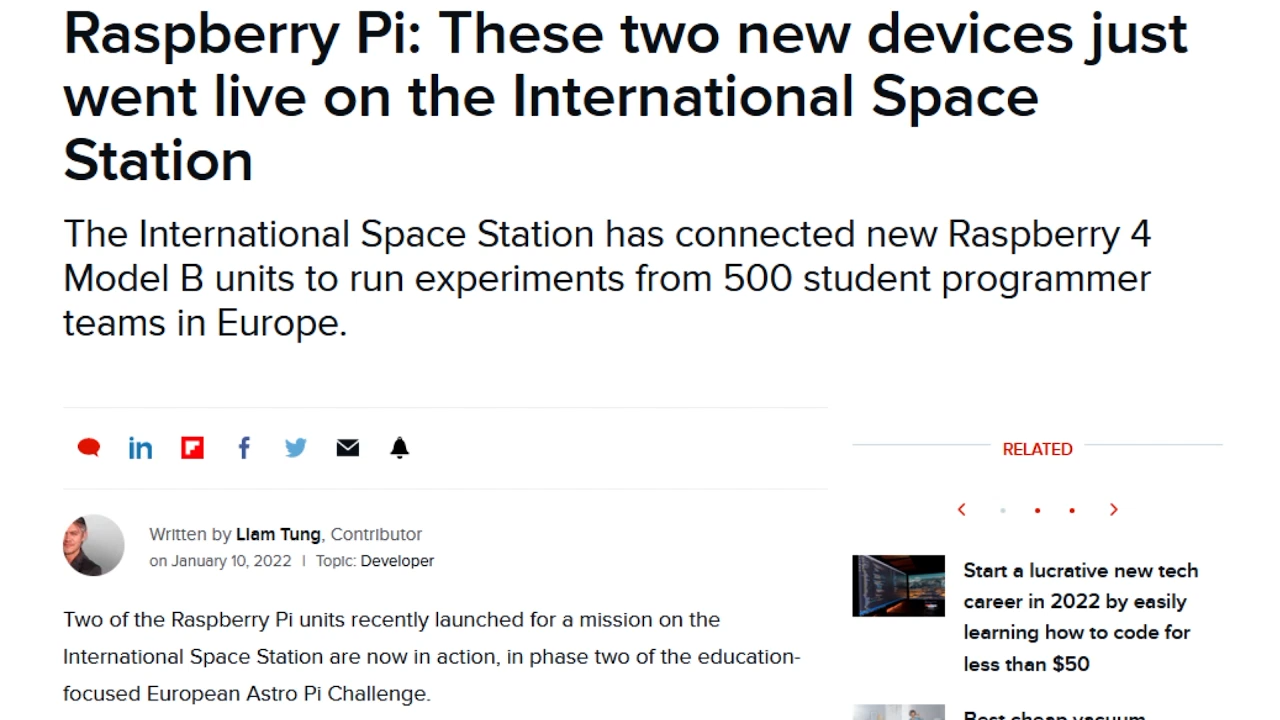 Raspberry Pi: These two new devices just
went live on the International Space
Station
The International Space Station has connected new Raspberry 4
Model B units to run experiments from 500 student programmer
teams in Europe.
Written by Liam Tung, Contributor
on January 10, 2022 | Topic: Developer
Two of the Raspberry Pi units recently launched for a mission on the
International Space Station are now in action, in phase two of the education-
focused European Astro Pi Challenge.
RELATED
Start a lucrative new tech
career in 2022 by easily
learning how to code for
less than $50
Best cheap vacuum